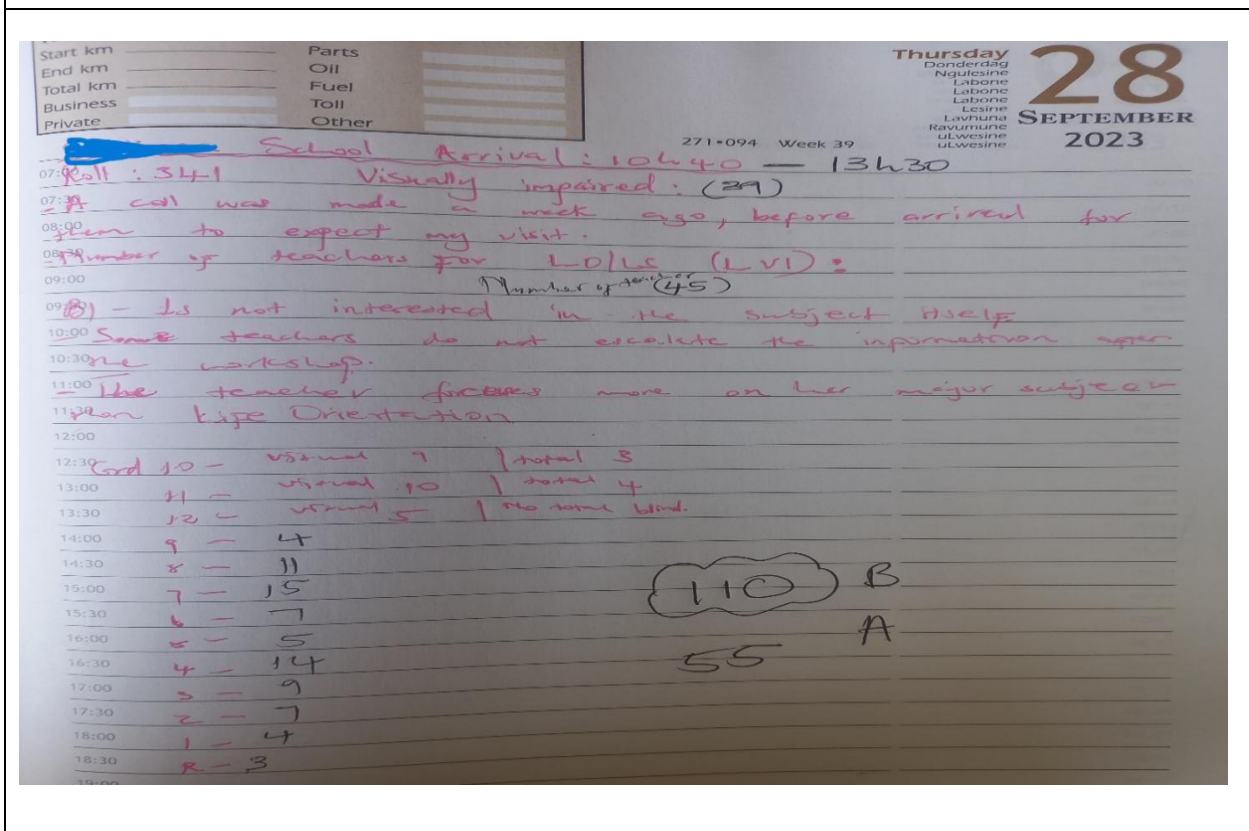 Start km Parts
End km Oil
Total km Fuel
Business Toll
Private Other
Thursday
Donderdag
Ngulesine
Labone
Labone
Labone
Lesine
Lavhuna
Ravumune
uLwesine
uLwesine
28
SEPTEMBER
2023
271•094 Week 39
School Arrival : 10h40 — 13h30
07:00 Roll : 341 Visually impaired : (29)
07:30 - A call was made a week ago, before arrived for
08:00 them to expect my visit.
08:30 - Number of teachers for LO/LS (LVI) :
09:00 Number of (45)
09:30 B) - Is not interested in the subject itself
10:00 Some teachers do not escalate the information after
10:30 the workshop.
11:00 - The teacher focuses more on her major subject
11:30 than Life Orientation
12:00
12:30 Grd 10 - visual 9 | total 3
13:00 11 - visual 10 | total 4
13:30 12 - visual 5 | No total blind.
14:00 9 - 4
14:30 8 - 11
15:00 7 - 15
15:30 6 - 7
16:00 5 - 5
16:30 4 - 14
17:00 3 - 9
17:30 2 - 7
18:00 1 - 4
18:30 R - 3
19:00
110 B
A
55